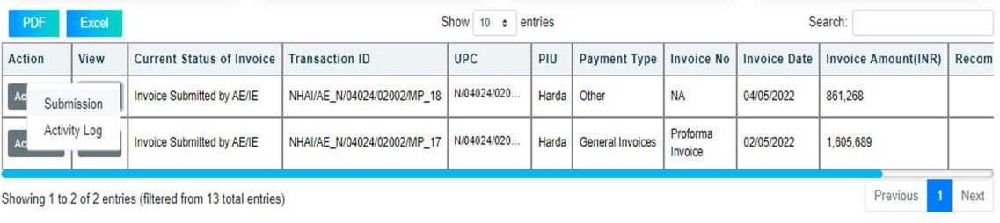 PDF Excel Show 10 entries Search:
Action View Current Status of Invoice Transaction ID UPC PIU Payment Type Invoice No Invoice Date Invoice Amount(INR) Recom
Ac Invoice Submitted by AE/IE NHAI/AE_N/04024/02002/MP_18 N/04024/020... Harda Other NA 04/05/2022 861,268
Submission
Activity Log
Ac Invoice Submitted by AE/IE NHAI/AE_N/04024/02002/MP_17 N/04024/020... Harda General Invoices Proforma 02/05/2022 1,605,689
Invoice
Showing 1 to 2 of 2 entries (filtered from 13 total entries) Previous 1 Next